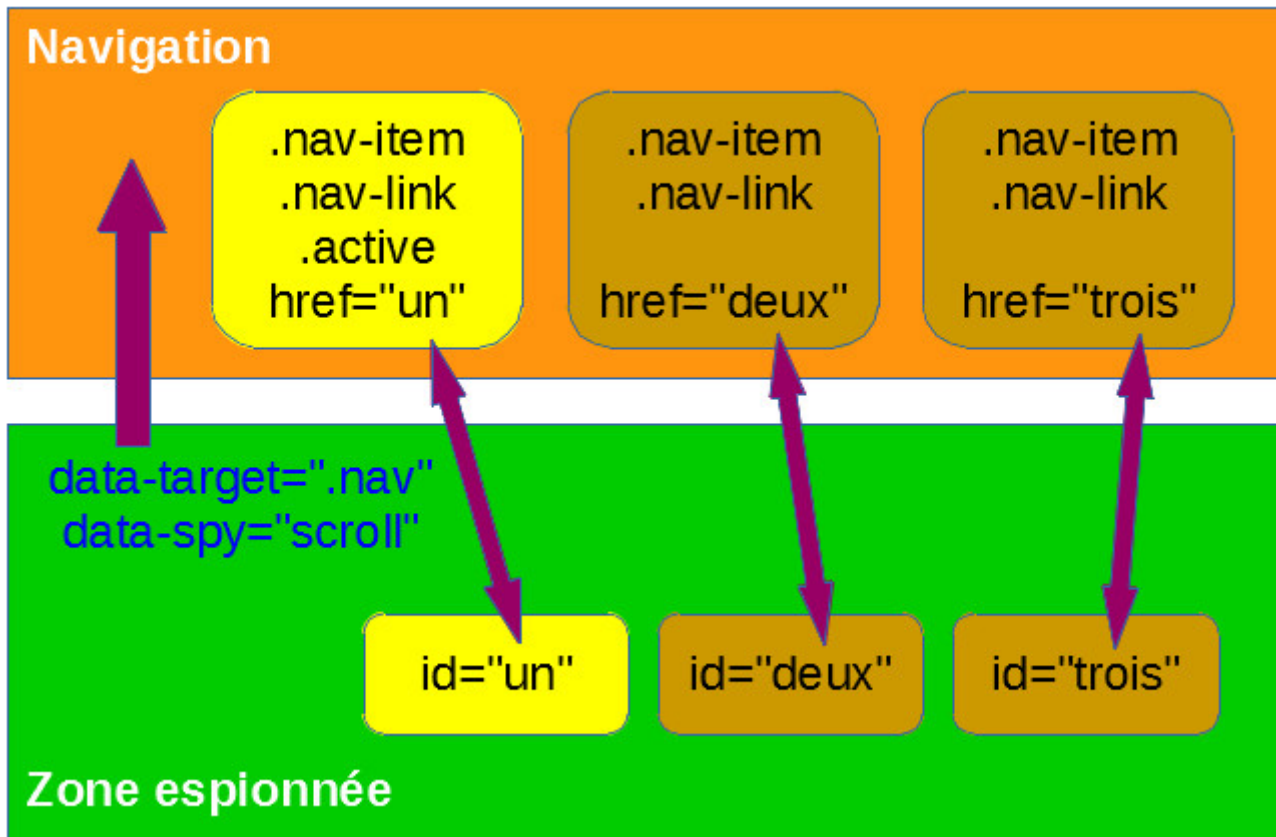 Navigation
.nav-item
.nav-link
.active
href="un"
.nav-item
.nav-link
href="deux"
.nav-item
.nav-link
href="trois"
data-target=".nav"
data-spy="scroll"
id="un"
id="deux"
id="trois"
Zone espionnée